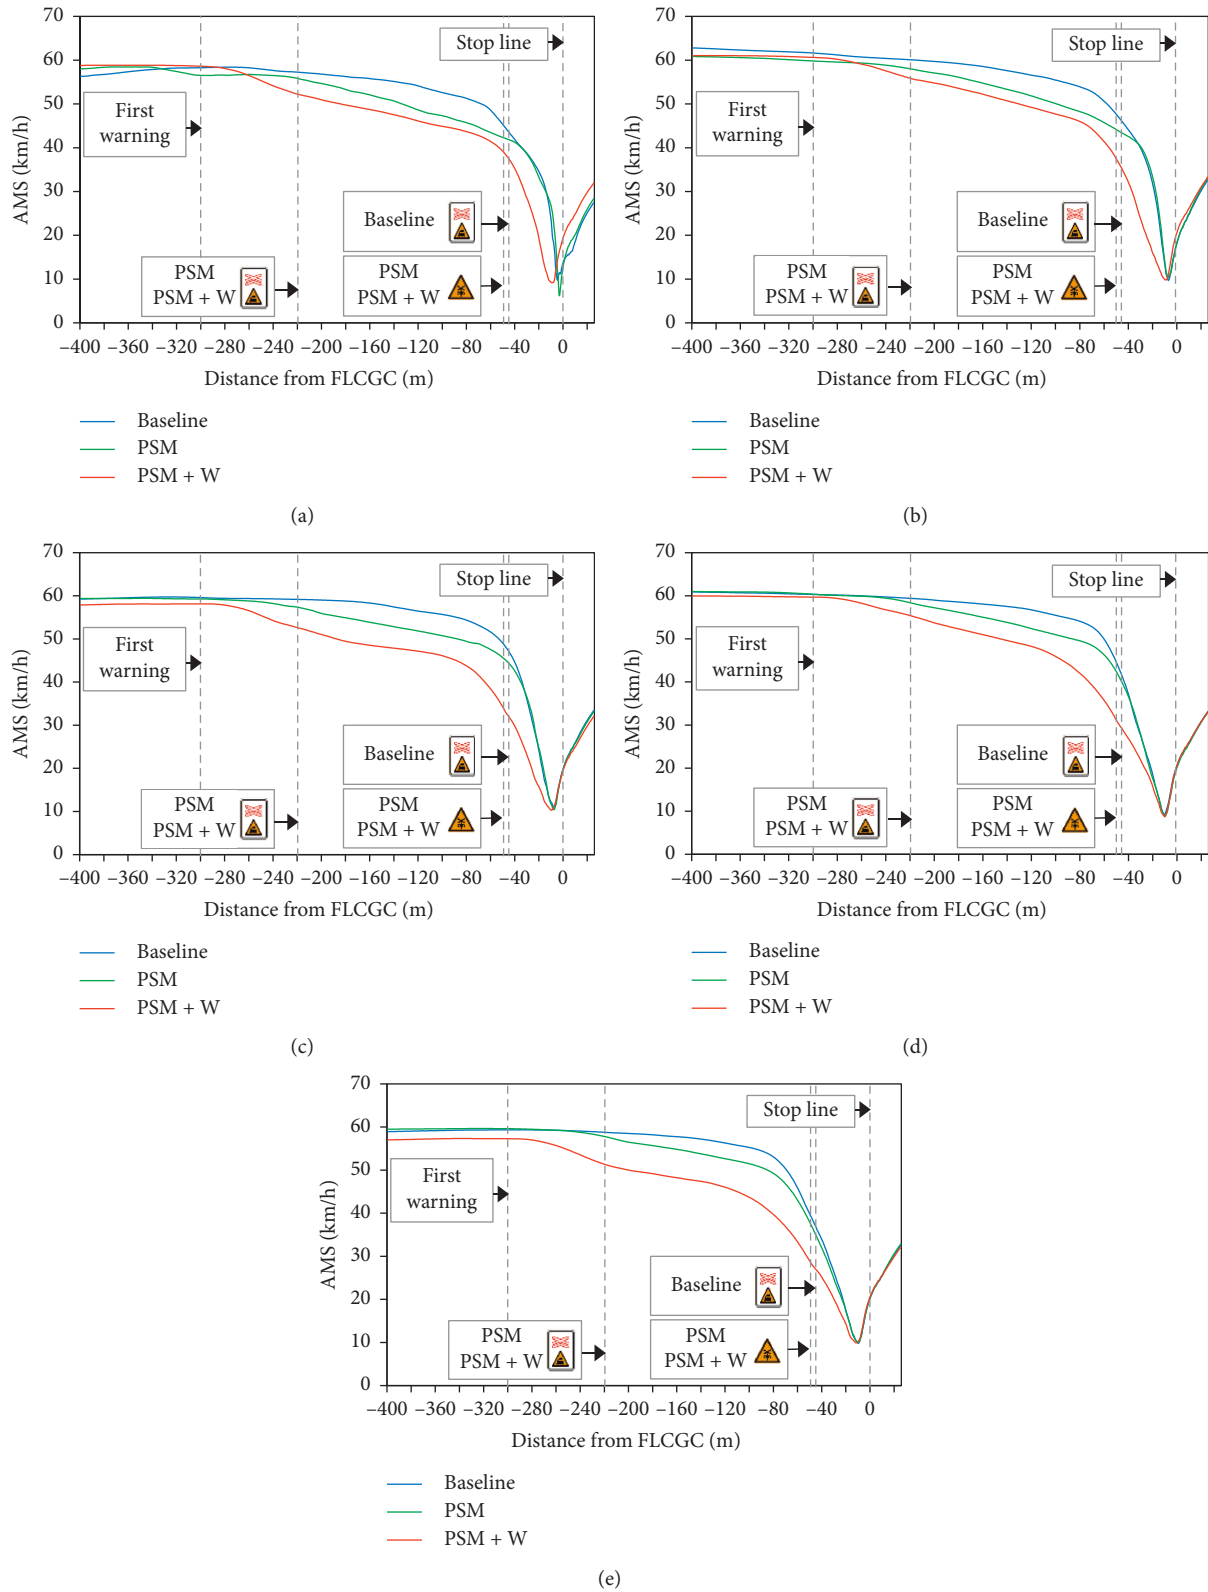 70
60
50
40
30
20
10
0
AMS (km/h)
Stop line
First
warning
Baseline
PSM
PSM + W
PSM
PSM + W
–400 –360 –320 –280 –240 –200 –160 –120 –80 –40 0
Distance from FLCGC (m)
Baseline
PSM
PSM + W
(a)
70
60
50
40
30
20
10
0
AMS (km/h)
Stop line
First
warning
Baseline
PSM
PSM + W
PSM
PSM + W
–400 –360 –320 –280 –240 –200 –160 –120 –80 –40 0
Distance from FLCGC (m)
Baseline
PSM
PSM + W
(b)
70
60
50
40
30
20
10
0
AMS (km/h)
Stop line
First
warning
Baseline
PSM
PSM + W
PSM
PSM + W
–400 –360 –320 –280 –240 –200 –160 –120 –80 –40 0
Distance from FLCGC (m)
Baseline
PSM
PSM + W
(c)
70
60
50
40
30
20
10
0
AMS (km/h)
Stop line
First
warning
Baseline
PSM
PSM + W
PSM
PSM + W
–400 –360 –320 –280 –240 –200 –160 –120 –80 –40 0
Distance from FLCGC (m)
Baseline
PSM
PSM + W
(d)
70
60
50
40
30
20
10
0
AMS (km/h)
Stop line
First
warning
Baseline
PSM
PSM + W
PSM
PSM + W
–400 –360 –320 –280 –240 –200 –160 –120 –80 –40 0
Distance from FLCGC (m)
Baseline
PSM
PSM + W
(e)